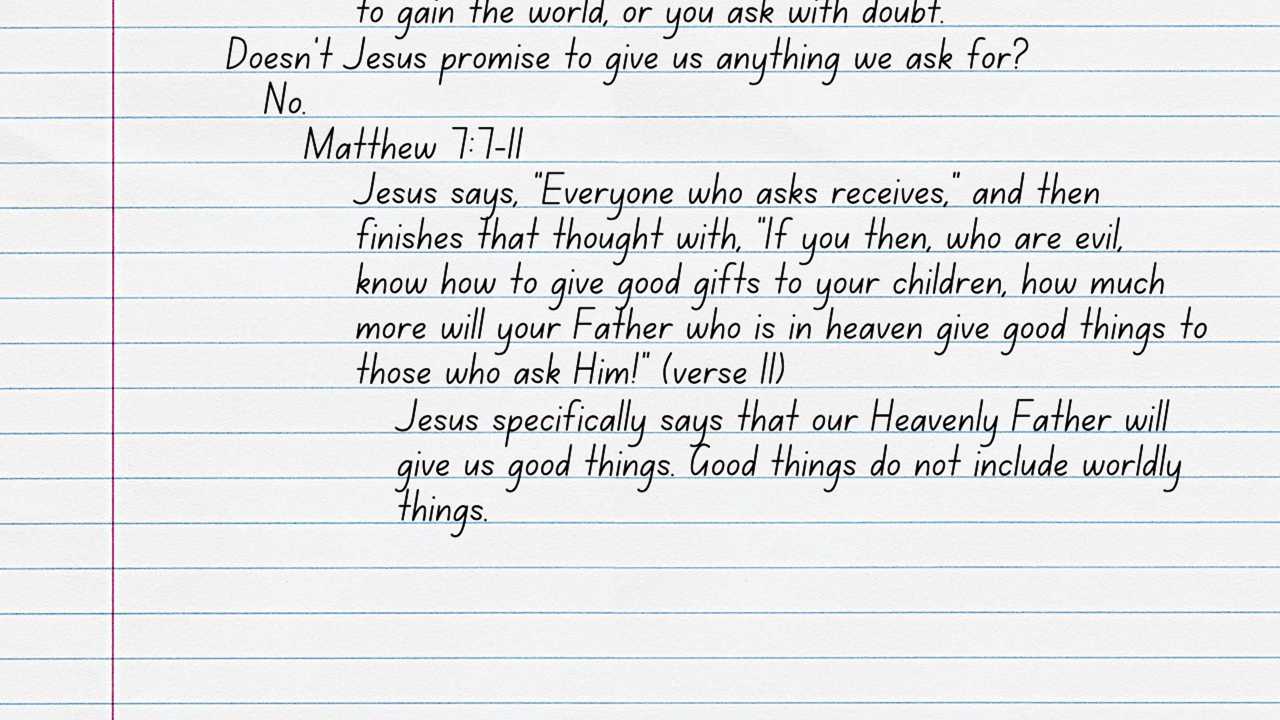 to gain the world, or you ask with doubt.
Doesn't Jesus promise to give us anything we ask for?
No.
Matthew 7:7-11
Jesus says, "Everyone who asks receives," and then
finishes that thought with, "If you then, who are evil,
know how to give good gifts to your children, how much
more will your Father who is in heaven give good things to
those who ask Him!" (verse 11)
Jesus specifically says that our Heavenly Father will
give us good things. Good things do not include worldly
things.